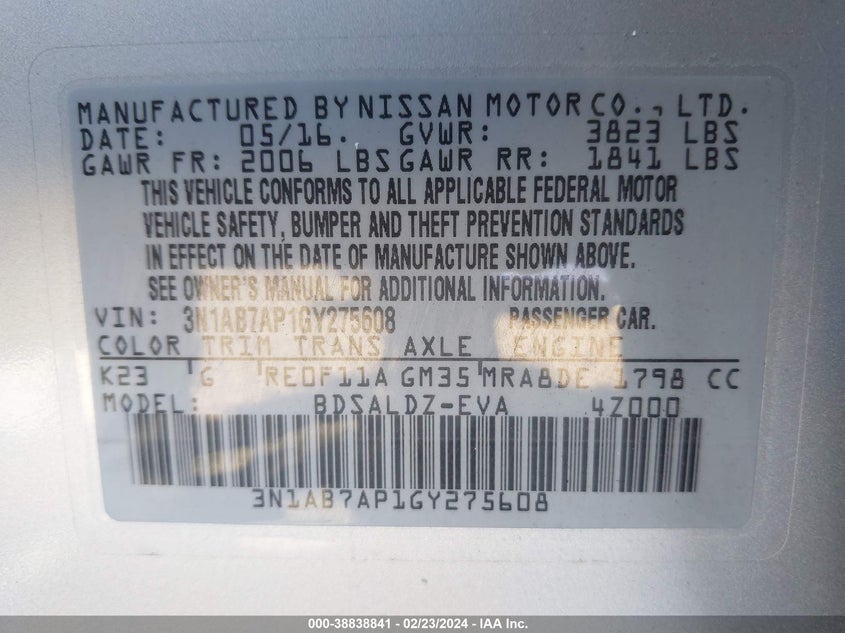 MANUFACTURED BY NISSAN MOTOR CO., LTD.
DATE: 05/16. GVWR: 3823 LBS
GAWR FR: 2006 LBS GAWR RR: 1841 LBS
THIS VEHICLE CONFORMS TO ALL APPLICABLE FEDERAL MOTOR
VEHICLE SAFETY, BUMPER AND THEFT PREVENTION STANDARDS
IN EFFECT ON THE DATE OF MANUFACTURE SHOWN ABOVE.
SEE OWNER'S MANUAL FOR ADDITIONAL INFORMATION.
VIN: 3N1AB7AP1GY275608 PASSENGER CAR.
COLOR TRIM TRANS AXLE ENGINE
K23 G RE0F11A GM35 MRA8DE 1798 CC
MODEL: BDSALDZ-EVA 4Z000
3N1AB7AP1GY275608
000-38838841 - 02/23/2024 - IAA Inc.